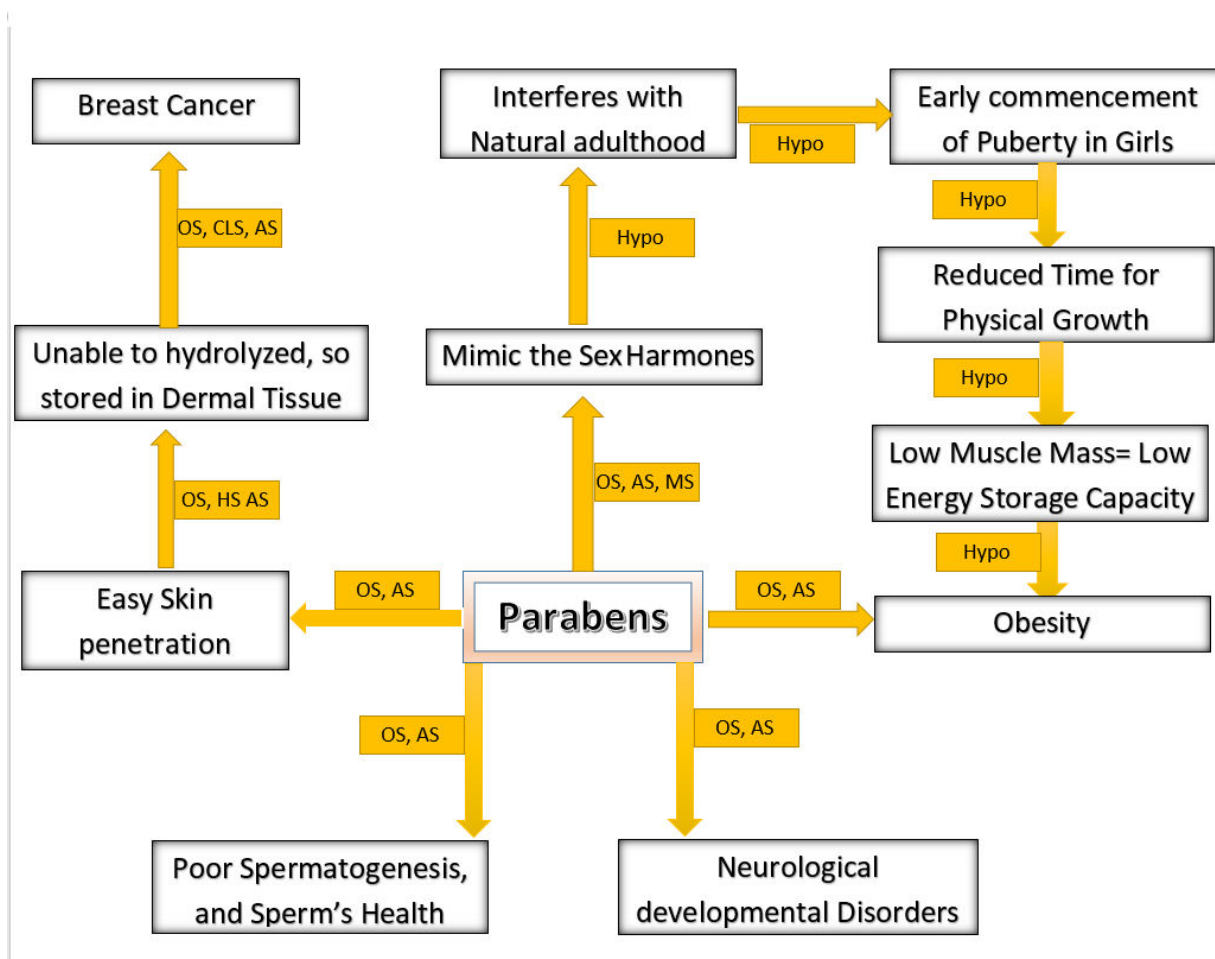 Breast Cancer
Interferes with
Natural adulthood
Hypo
Early commencement
of Puberty in Girls
OS, CLS, AS
Hypo
Hypo
Unable to hydrolyzed, so
stored in Dermal Tissue
Mimic the Sex Harmones
Reduced Time for
Physical Growth
Hypo
OS, HS AS
OS, AS, MS
Low Muscle Mass= Low
Energy Storage Capacity
Hypo
Easy Skin
penetration
OS, AS
Parabens
OS, AS
Obesity
OS, AS
OS, AS
Poor Spermatogenesis,
and Sperm's Health
Neurological
developmental Disorders